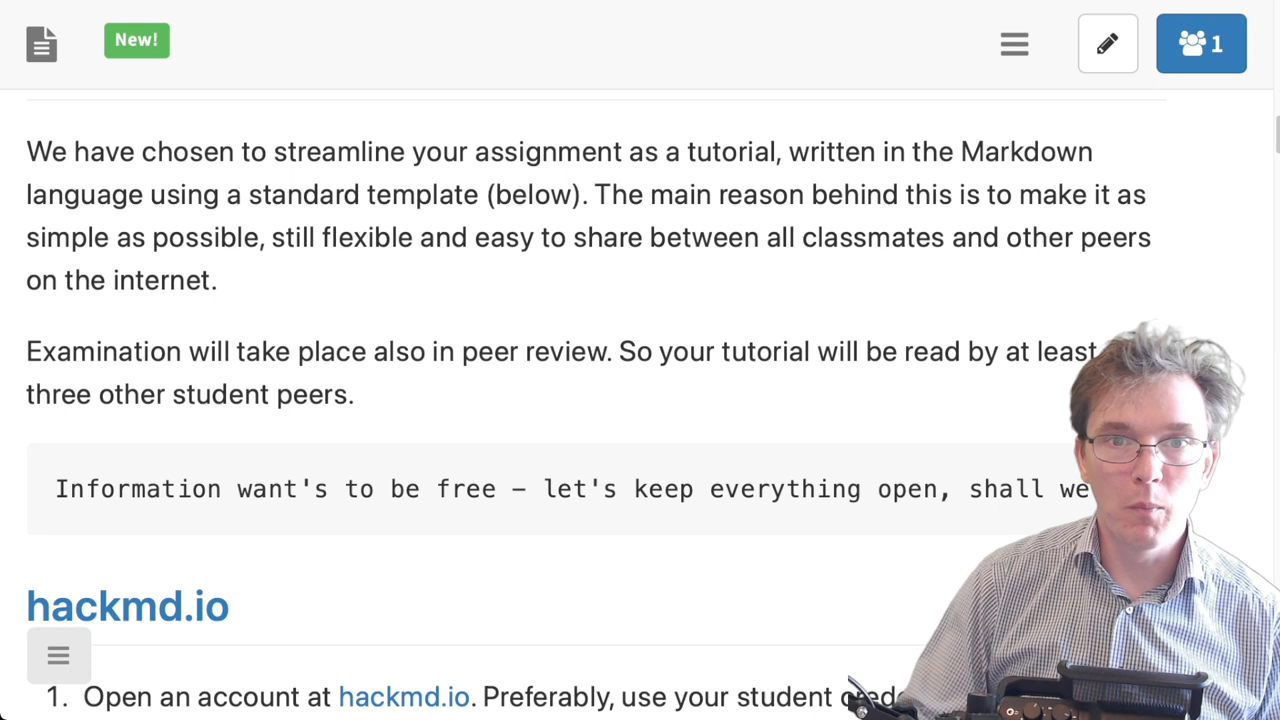 New!
1
We have chosen to streamline your assignment as a tutorial, written in the Markdown
language using a standard template (below). The main reason behind this is to make it as
simple as possible, still flexible and easy to share between all classmates and other peers
on the internet.
Examination will take place also in peer review. So your tutorial will be read by at least
three other student peers.
Information want's to be free – let's keep everything open, shall we
hackmd.io
1. Open an account at hackmd.io. Preferably, use your student